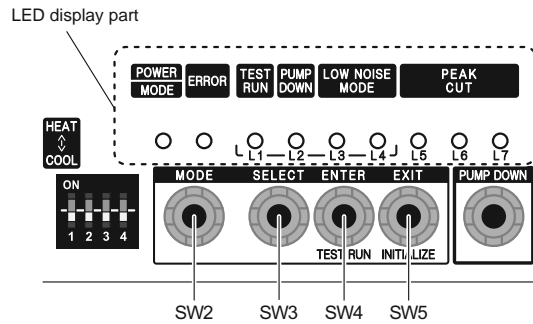 LED display part
POWER TEST PUMP LOW NOISE PEAK
MODE ERROR RUN DOWN MODE CUT
HEAT
COOL
L1 L2 L3 L4 L5 L6 L7
MODE SELECT ENTER EXIT PUMP DOWN
ON
1 2 3 4
TEST RUN INITIALIZE
SW2 SW3 SW4 SW5